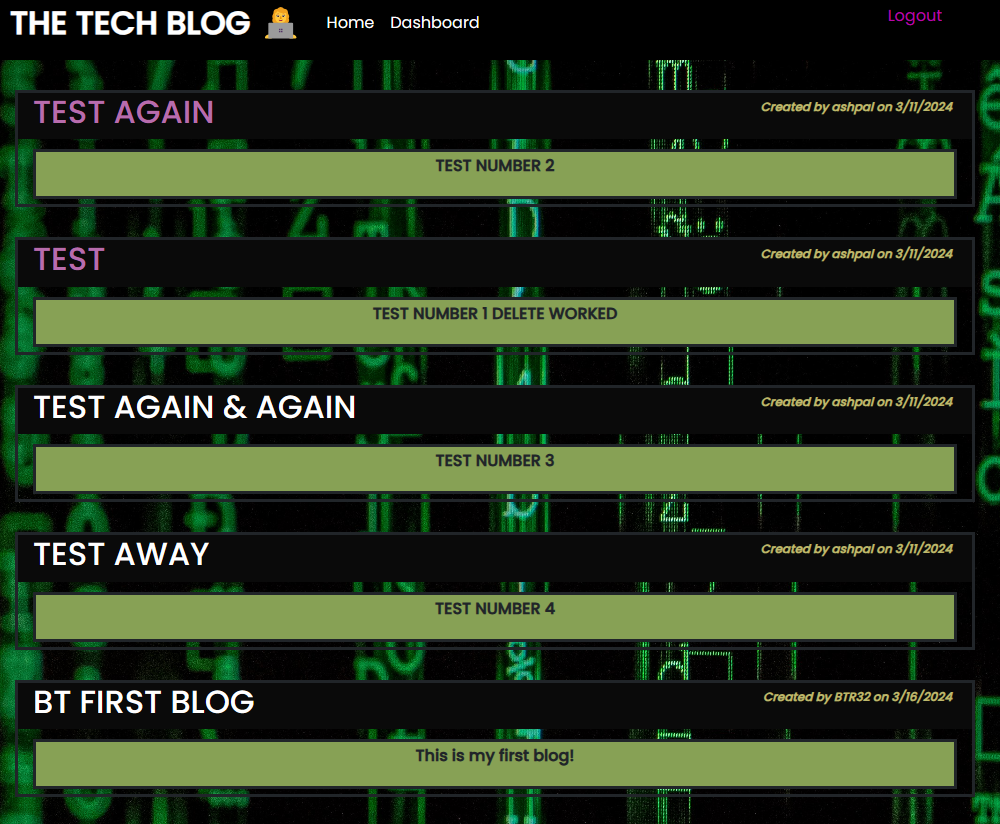 THE TECH BLOG 👩‍💻 Home Dashboard Logout
TEST AGAIN Created by ashpal on 3/11/2024
TEST NUMBER 2
TEST Created by ashpal on 3/11/2024
TEST NUMBER 1 DELETE WORKED
TEST AGAIN & AGAIN Created by ashpal on 3/11/2024
TEST NUMBER 3
TEST AWAY Created by ashpal on 3/11/2024
TEST NUMBER 4
BT FIRST BLOG Created by BTR32 on 3/16/2024
This is my first blog!